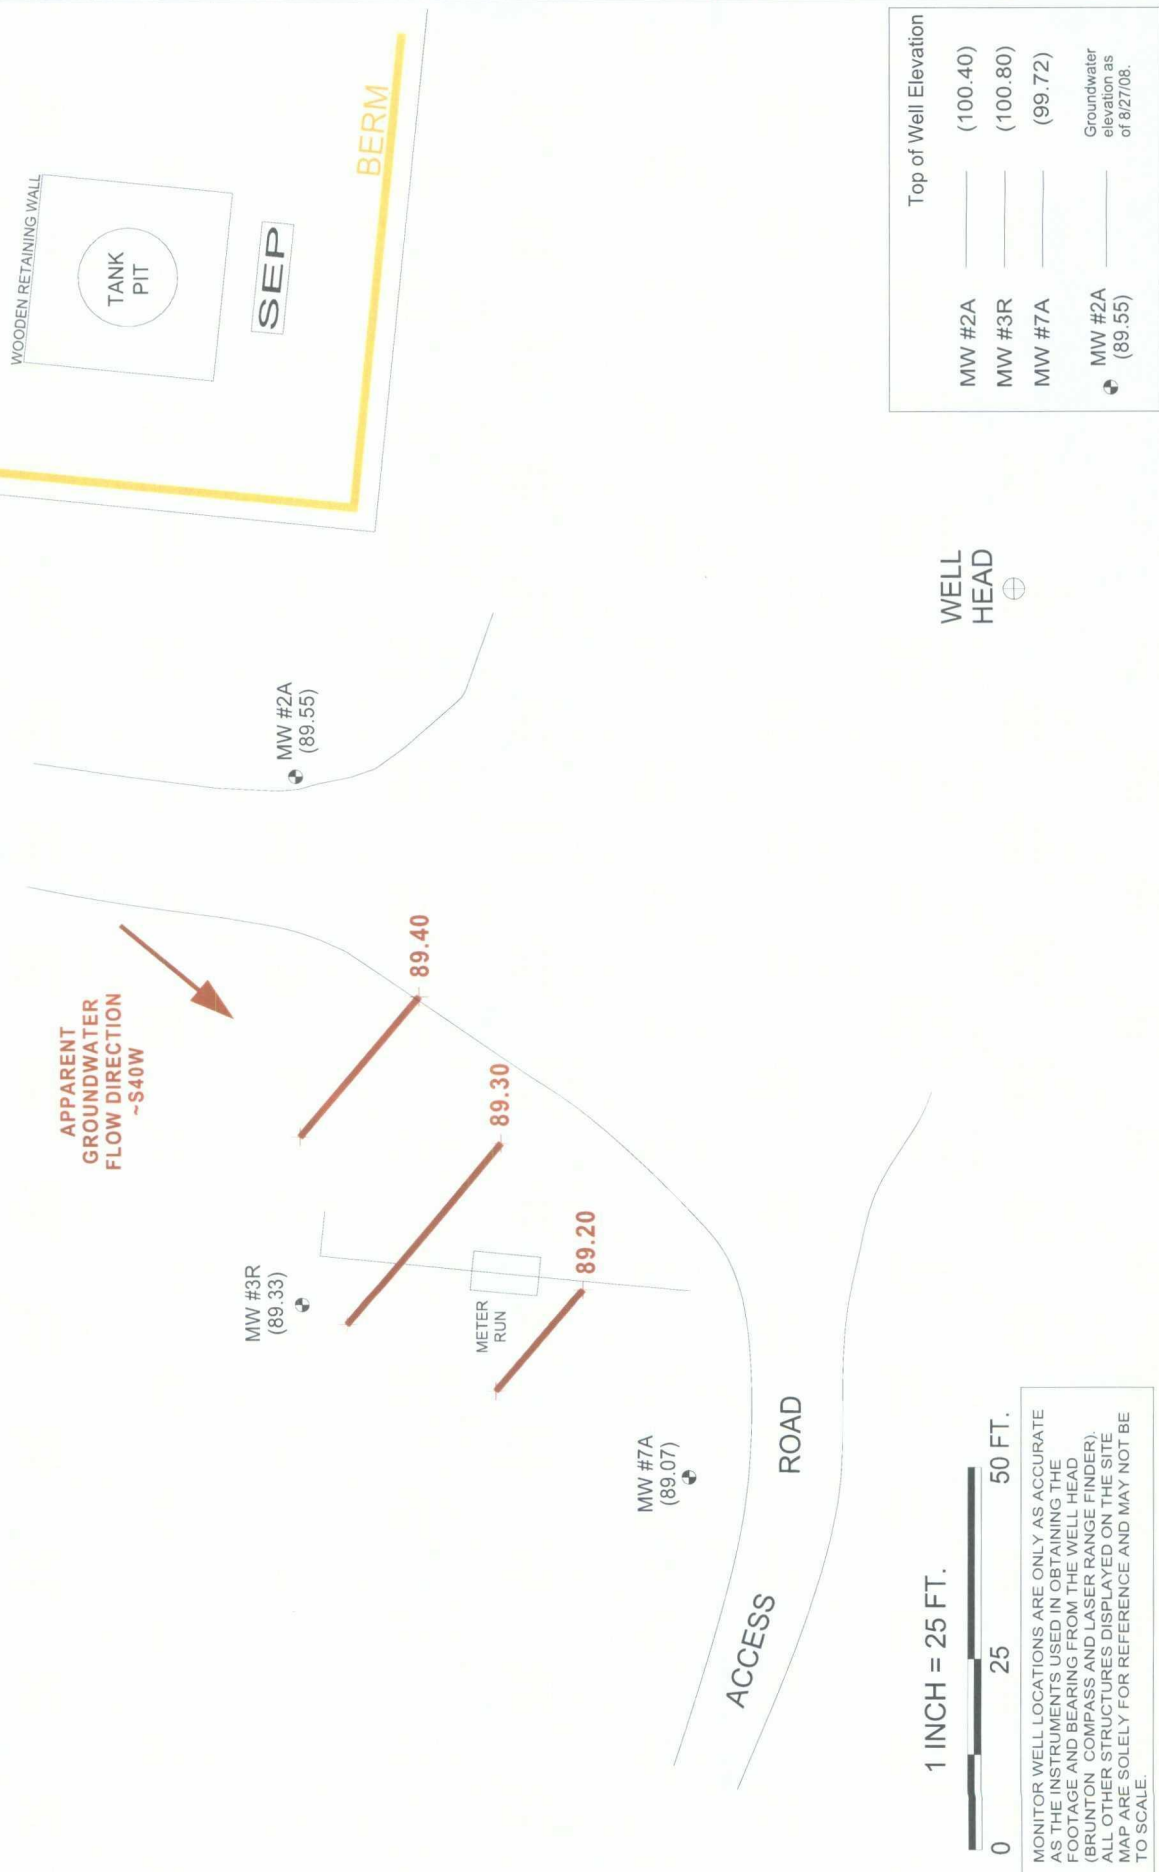 WOODEN RETAINING WALL
TANK
PIT
SEP
BERM
APPARENT
GROUNDWATER
FLOW DIRECTION
~S40W
MW #2A
(89.55)
89.40
89.30
89.20
MW #3R
(89.33)
METER
RUN
MW #7A
(89.07)
ACCESS
ROAD
WELL
HEAD
1 INCH = 25 FT.
0 25 50 FT.
MONITOR WELL LOCATIONS ARE ONLY AS ACCURATE
AS THE INSTRUMENTS USED IN OBTAINING THE
FOOTAGE AND BEARING FROM THE WELL HEAD
(BRUNTON COMPASS AND LASER RANGE FINDER).
ALL OTHER STRUCTURES DISPLAYED ON THE SITE
MAP ARE SOLELY FOR REFERENCE AND MAY NOT BE
TO SCALE.
Top of Well Elevation
MW #2A (100.40)
MW #3R (100.80)
MW #7A (99.72)
MW #2A
(89.55)
Groundwater
elevation as
of 8/27/08.